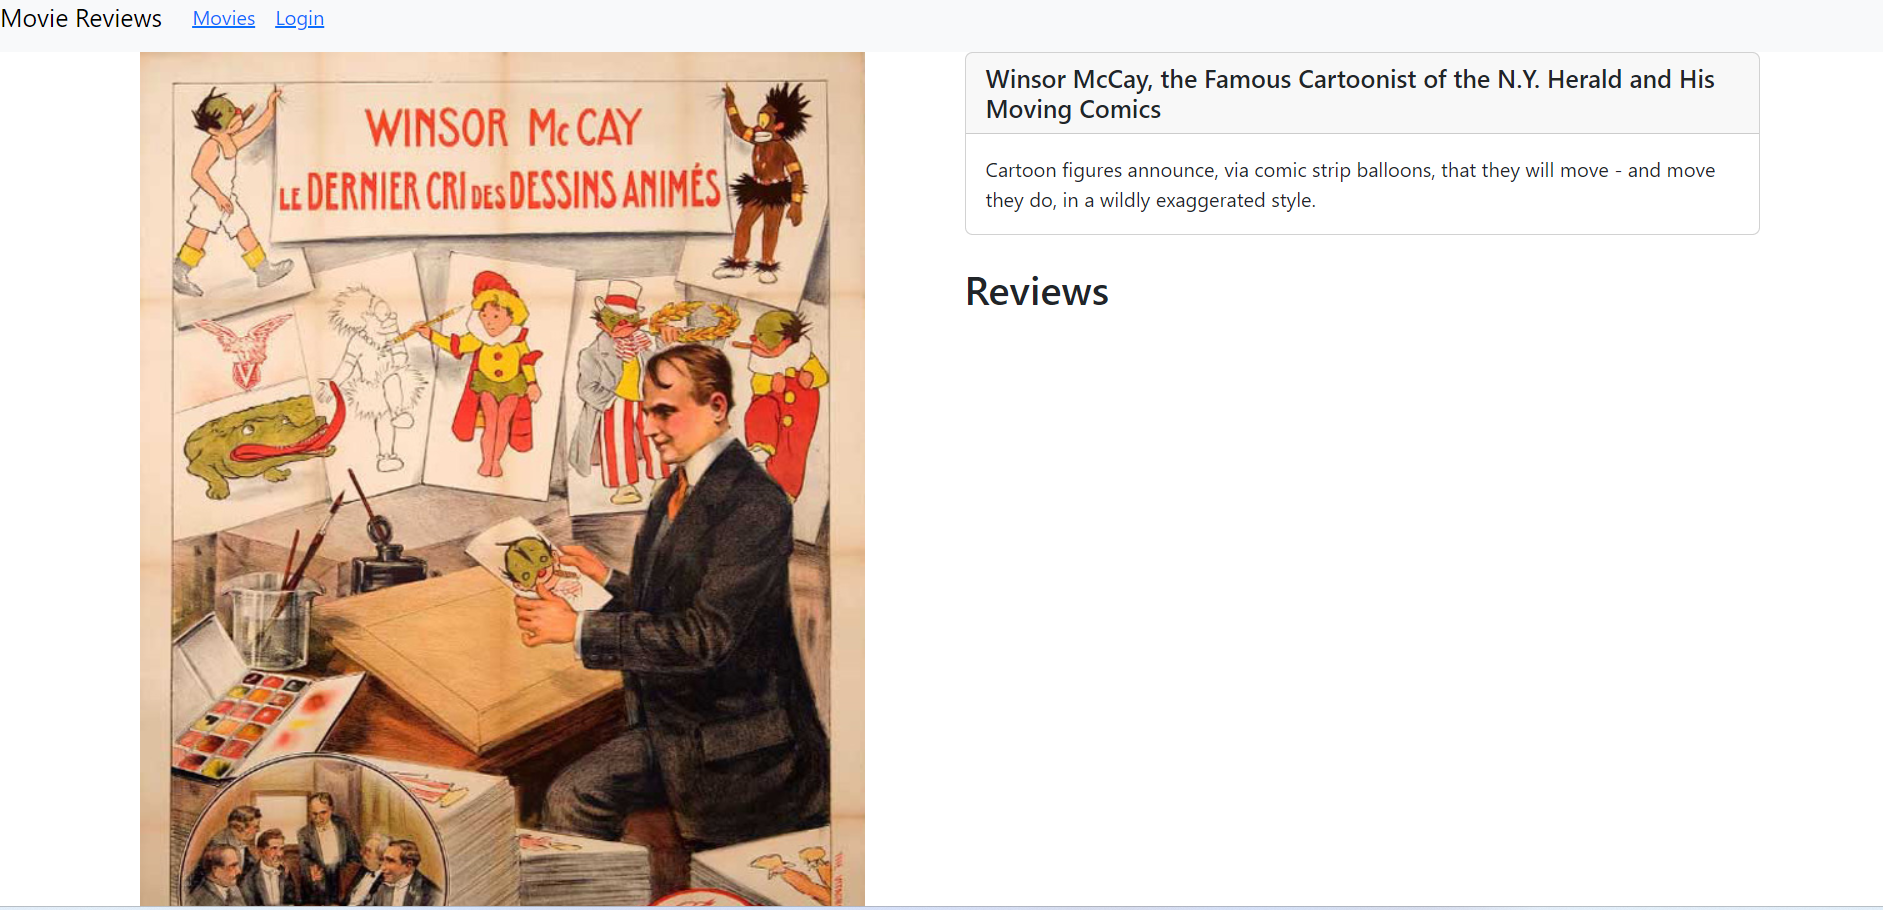 Movie Reviews Movies Login
WINSOR McCAY
LE DERNIER CRI DES DESSINS ANIMÉS
V
Winsor McCay, the Famous Cartoonist of the N.Y. Herald and His
Moving Comics
Cartoon figures announce, via comic strip balloons, that they will move - and move
they do, in a wildly exaggerated style.
Reviews